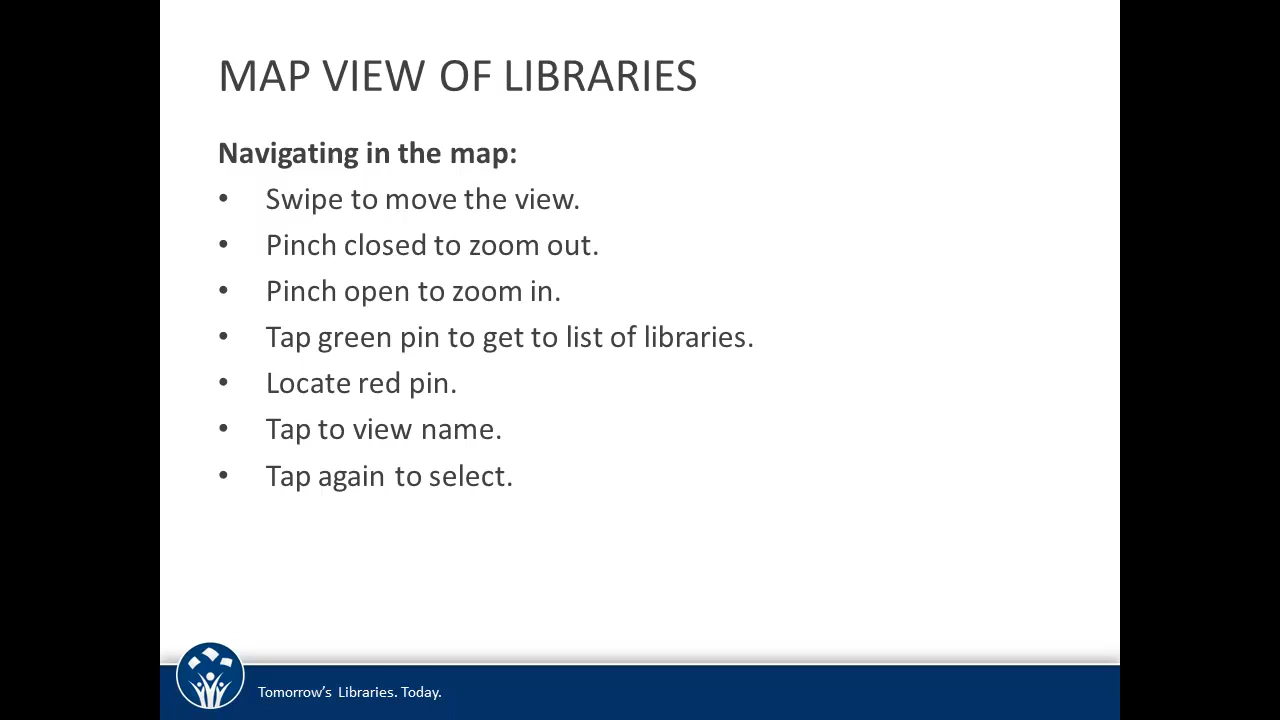 MAP VIEW OF LIBRARIES
Navigating in the map:
• Swipe to move the view.
• Pinch closed to zoom out.
• Pinch open to zoom in.
• Tap green pin to get to list of libraries.
• Locate red pin.
• Tap to view name.
• Tap again to select.
Tomorrow's Libraries. Today.